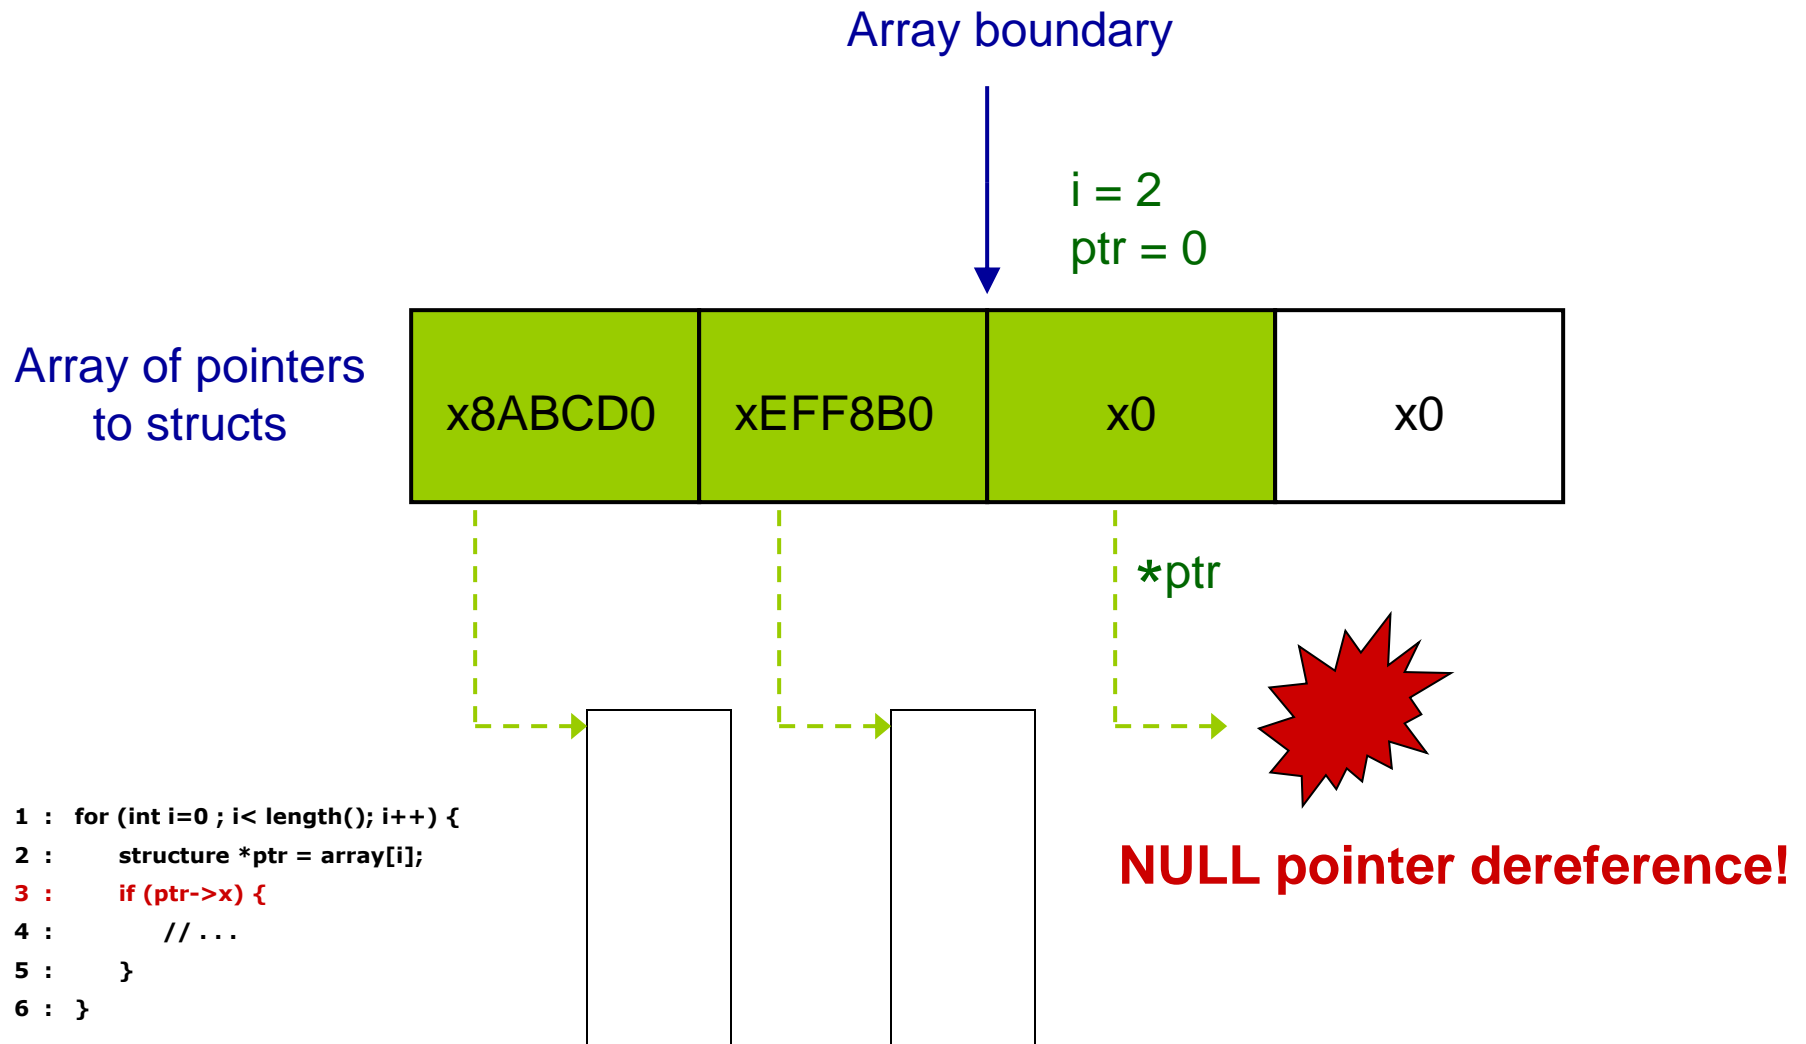 Array boundary
i = 2
ptr = 0
Array of pointers
to structs
x8ABCD0
xEFF8B0
x0
x0
*ptr
1 : for (int i=0 ; i< length(); i++) {
2 : structure *ptr = array[i];
3 : if (ptr->x) {
4 : // . . .
5 : }
6 : }
NULL pointer dereference!